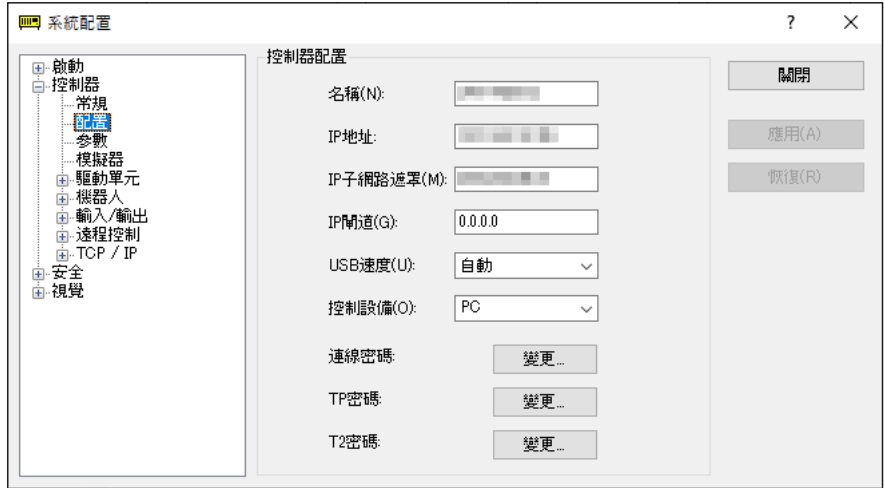 系統配置
?
啟動
控制器
常規
配置
參數
模擬器
驅動單元
機器人
輸入/輸出
遠程控制
TCP / IP
安全
視覺
控制器配置
名稱(N):
IP地址:
IP子網路遮罩(M):
IP閘道(G): 0.0.0.0
USB速度(U): 自動
控制設備(O): PC
連線密碼: 變更...
TP密碼: 變更...
T2密碼: 變更...
關閉
應用(A)
恢復(R)